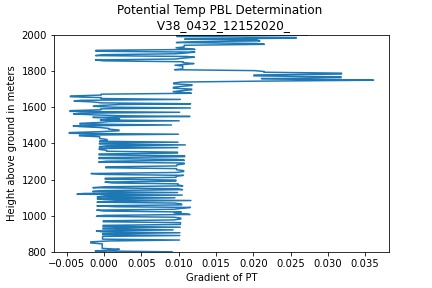 Potential Temp PBL Determination
V38_0432_12152020_
Height above ground in meters
2000
1800
1600
1400
1200
1000
800
−0.005 0.000 0.005 0.010 0.015 0.020 0.025 0.030 0.035
Gradient of PT